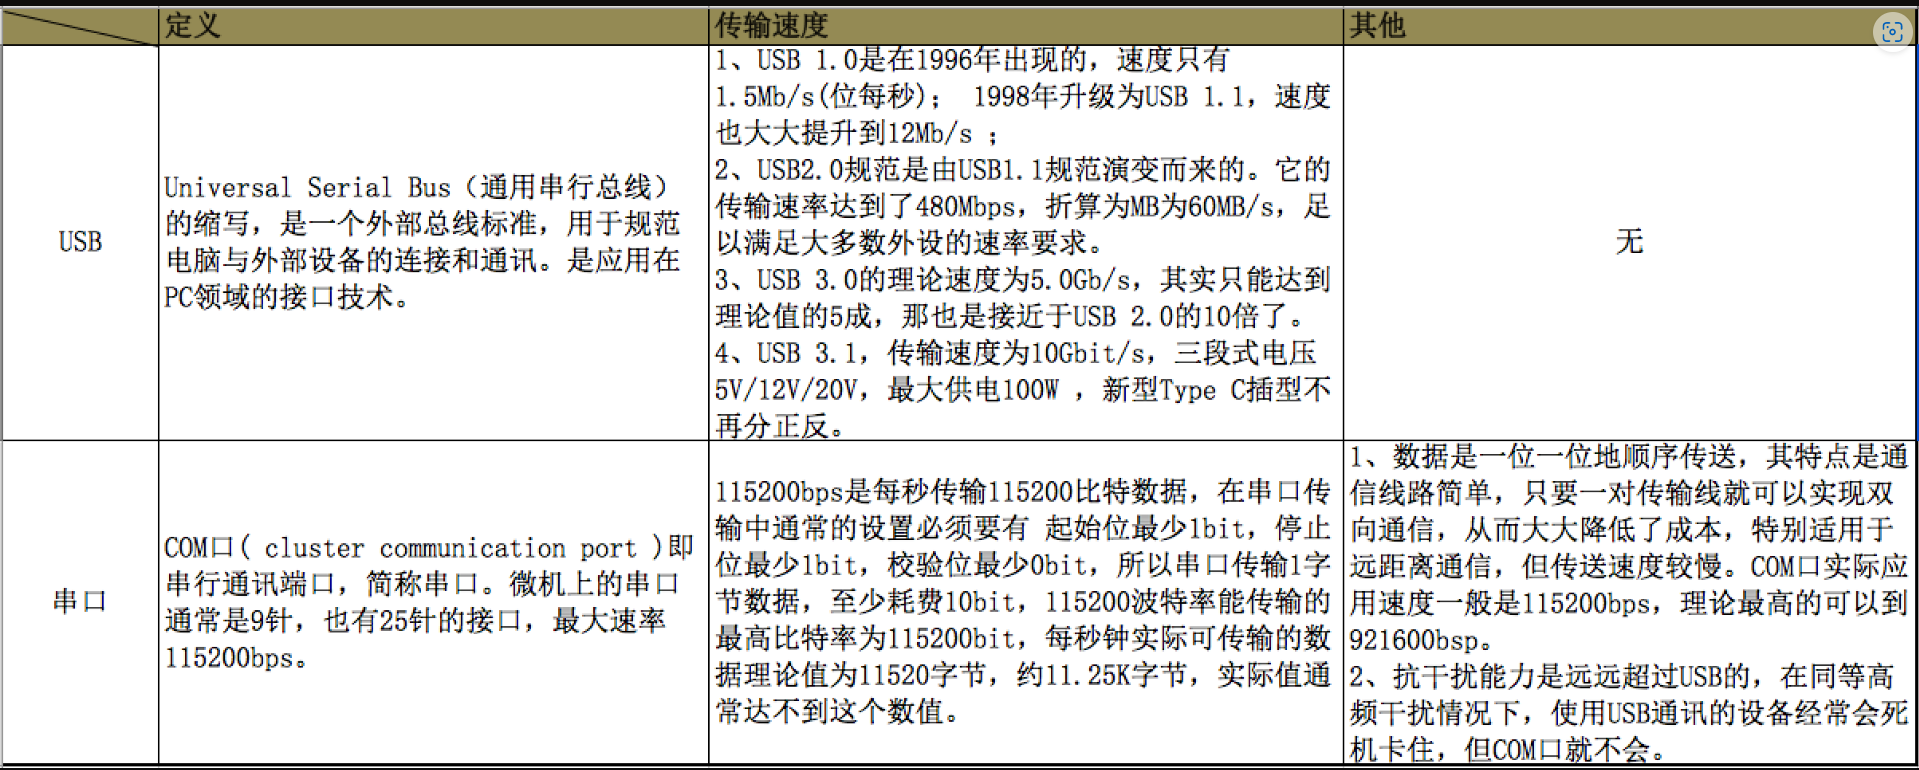 定义
传输速度
其他
USB
Universal Serial Bus（通用串行总线）
的缩写，是一个外部总线标准，用于规范
电脑与外部设备的连接和通讯。是应用在
PC领域的接口技术。
1、USB 1.0是在1996年出现的，速度只有
1.5Mb/s(位每秒)； 1998年升级为USB 1.1，速度
也大大提升到12Mb/s ；
2、USB2.0规范是由USB1.1规范演变而来的。它的
传输速率达到了480Mbps，折算为MB为60MB/s，足
以满足大多数外设的速率要求。
3、USB 3.0的理论速度为5.0Gb/s，其实只能达到
理论值的5成，那也是接近于USB 2.0的10倍了。
4、USB 3.1，传输速度为10Gbit/s，三段式电压
5V/12V/20V，最大供电100W ，新型Type C插型不
再分正反。
无
串口
COM口( cluster communication port )即
串行通讯端口，简称串口。微机上的串口
通常是9针，也有25针的接口，最大速率
115200bps。
115200bps是每秒传输115200比特数据，在串口传
输中通常的设置必须要有 起始位最少1bit，停止
位最少1bit，校验位最少0bit，所以串口传输1字
节数据，至少耗费10bit，115200波特率能传输的
最高比特率为115200bit，每秒钟实际可传输的数
据理论值为11520字节，约11.25K字节，实际值通
常达不到这个数值。
1、数据是一位一位地顺序传送，其特点是通
信线路简单，只要一对传输线就可以实现双
向通信，从而大大降低了成本，特别适用于
远距离通信，但传送速度较慢。COM口实际应
用速度一般是115200bps，理论最高的可以到
921600bsp。
2、抗干扰能力是远远超过USB的，在同等高
频干扰情况下，使用USB通讯的设备经常会死
机卡住，但COM口就不会。